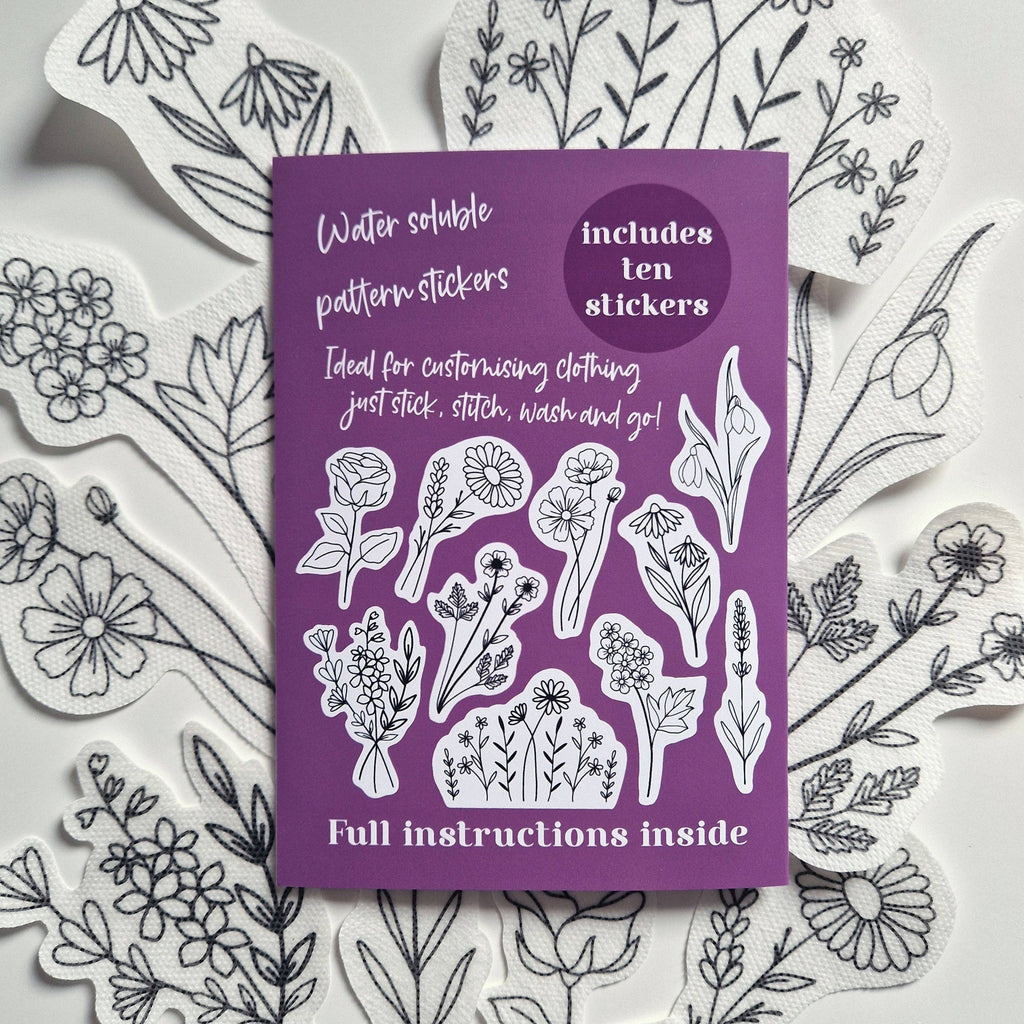 Water soluble
pattern stickers
includes
ten
stickers
Ideal for customising clothing
just stick, stitch, wash and go!
Full instructions inside